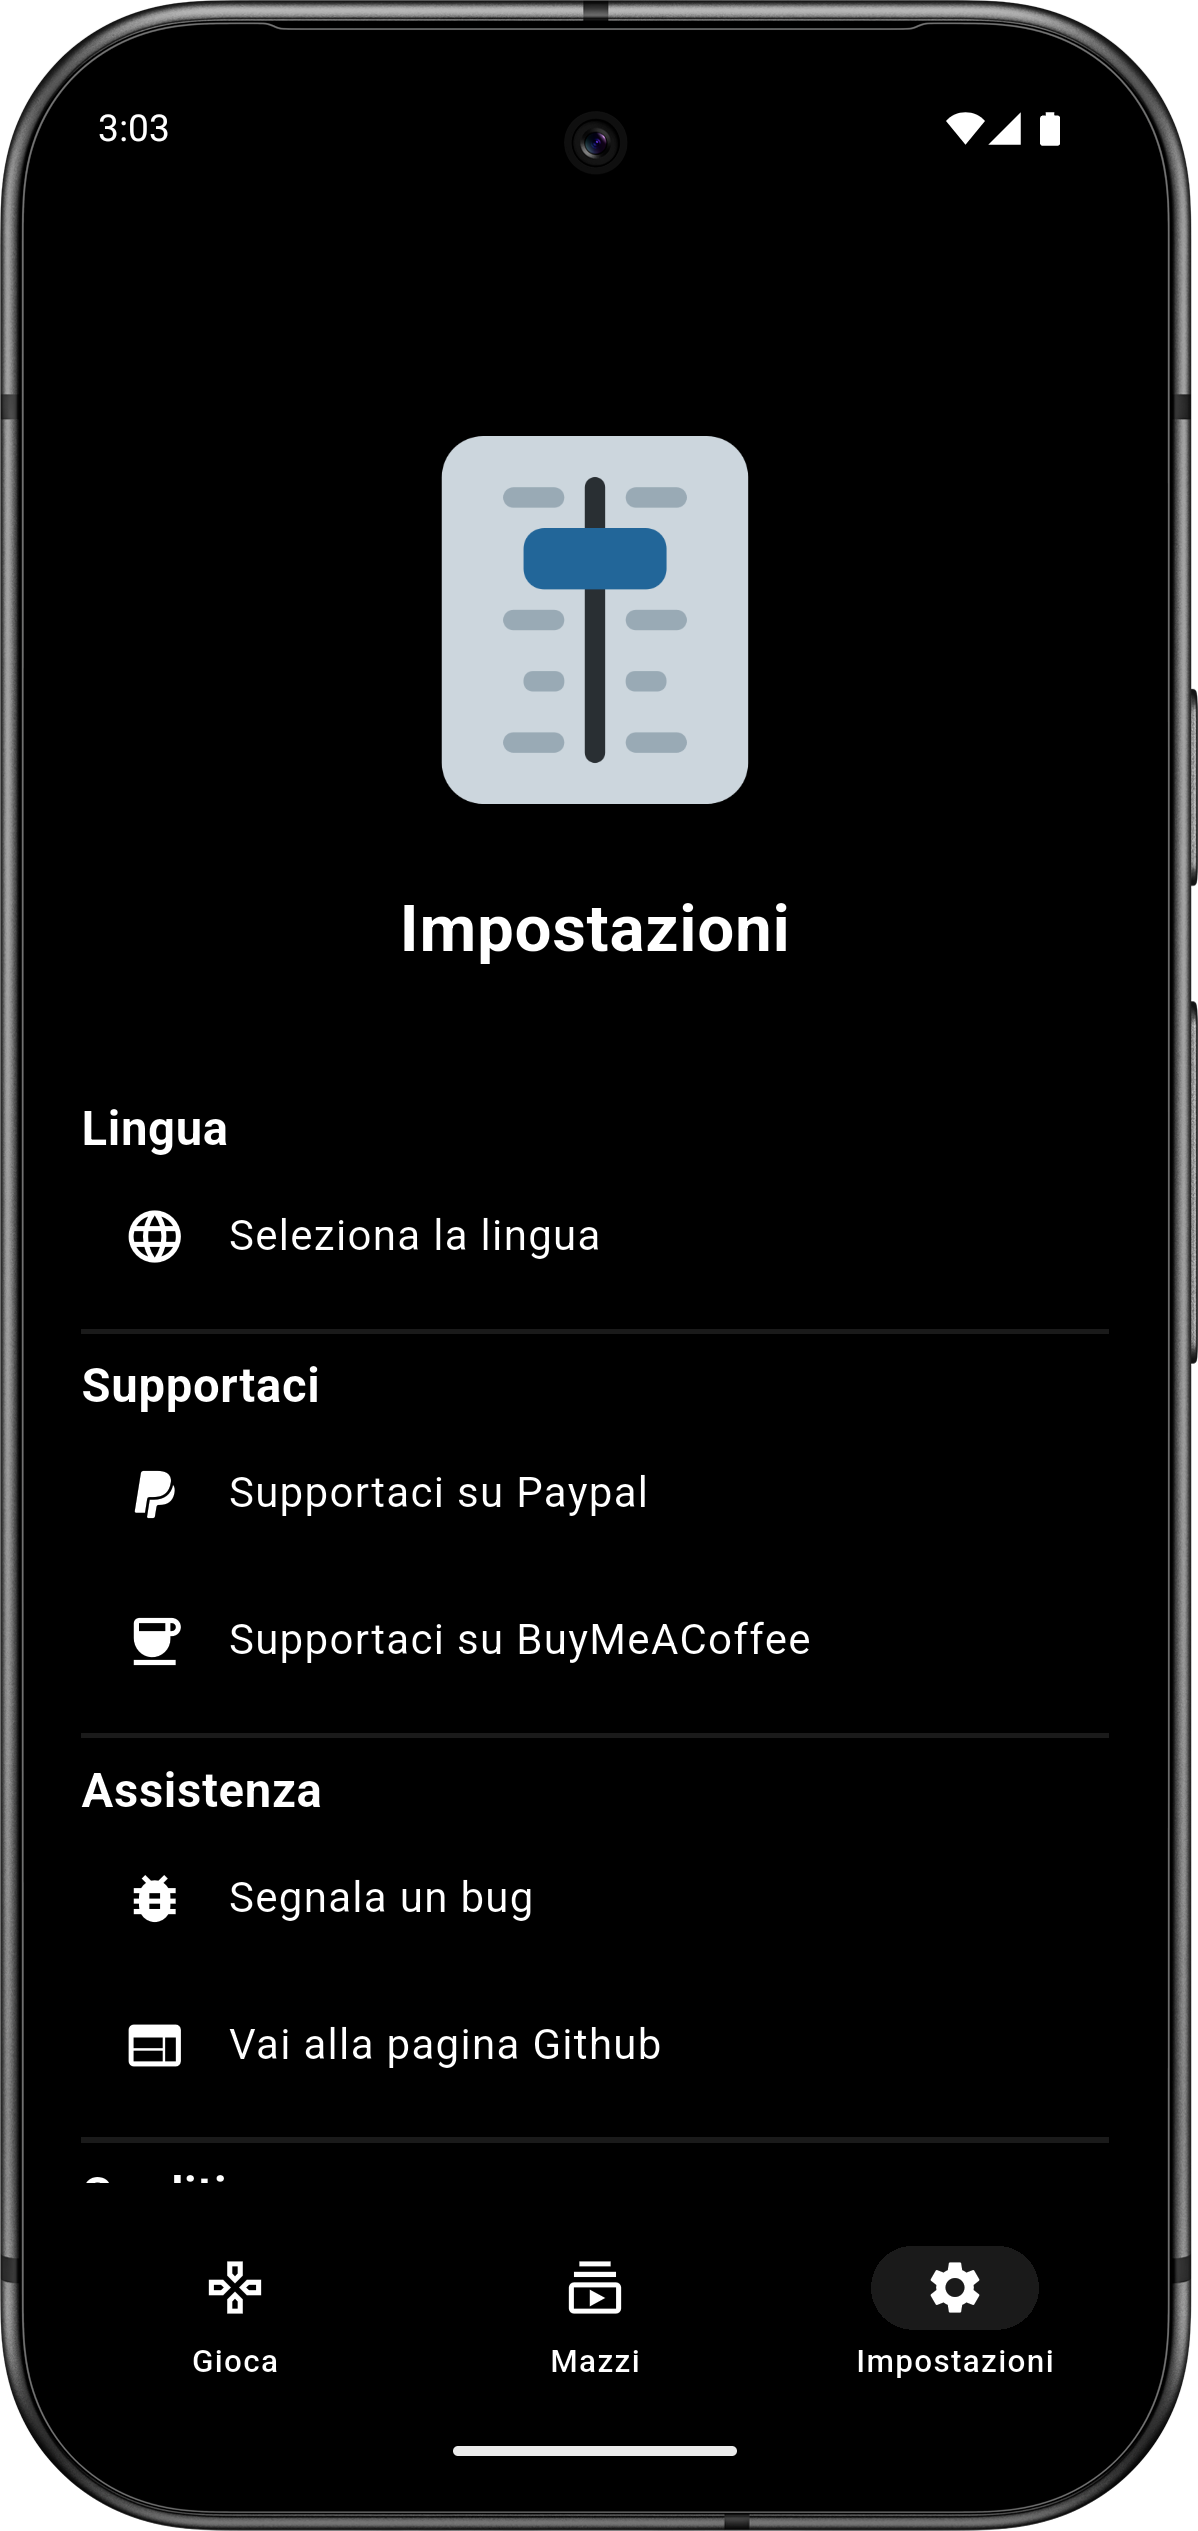 3:03
Impostazioni
Lingua
Seleziona la lingua
Supportaci
Supportaci su Paypal
Supportaci su BuyMeACoffee
Assistenza
Segnala un bug
Vai alla pagina Github
Gioca
Mazzi
Impostazioni